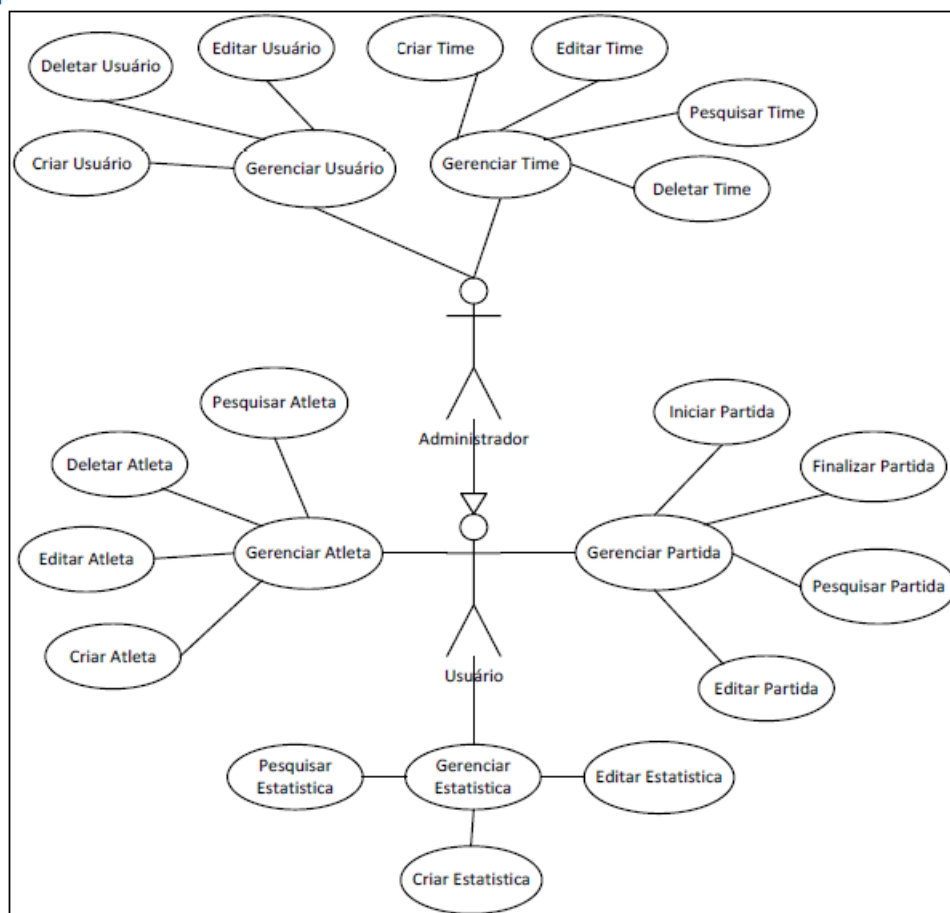 Editar Usuário
Criar Time
Editar Time
Deletar Usuário
Pesquisar Time
Criar Usuário
Gerenciar Usuário
Gerenciar Time
Deletar Time
Administrador
Pesquisar Atleta
Iniciar Partida
Deletar Atleta
Finalizar Partida
Editar Atleta
Gerenciar Atleta
Gerenciar Partida
Pesquisar Partida
Criar Atleta
Usuário
Editar Partida
Pesquisar
Estatistica
Gerenciar
Estatistica
Editar Estatistica
Criar Estatistica